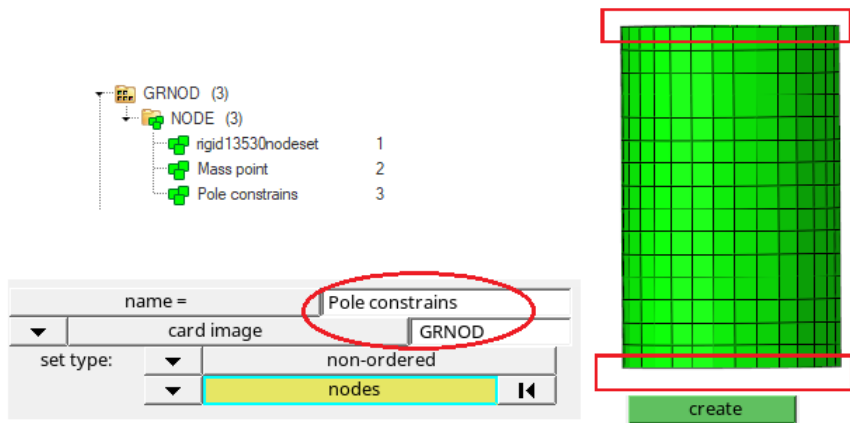 GRNOD (3)
NODE (3)
rigid13530nodeset 1
Mass point 2
Pole constrains 3
name = Pole constrains
card image GRNOD
set type: non-ordered
nodes
create